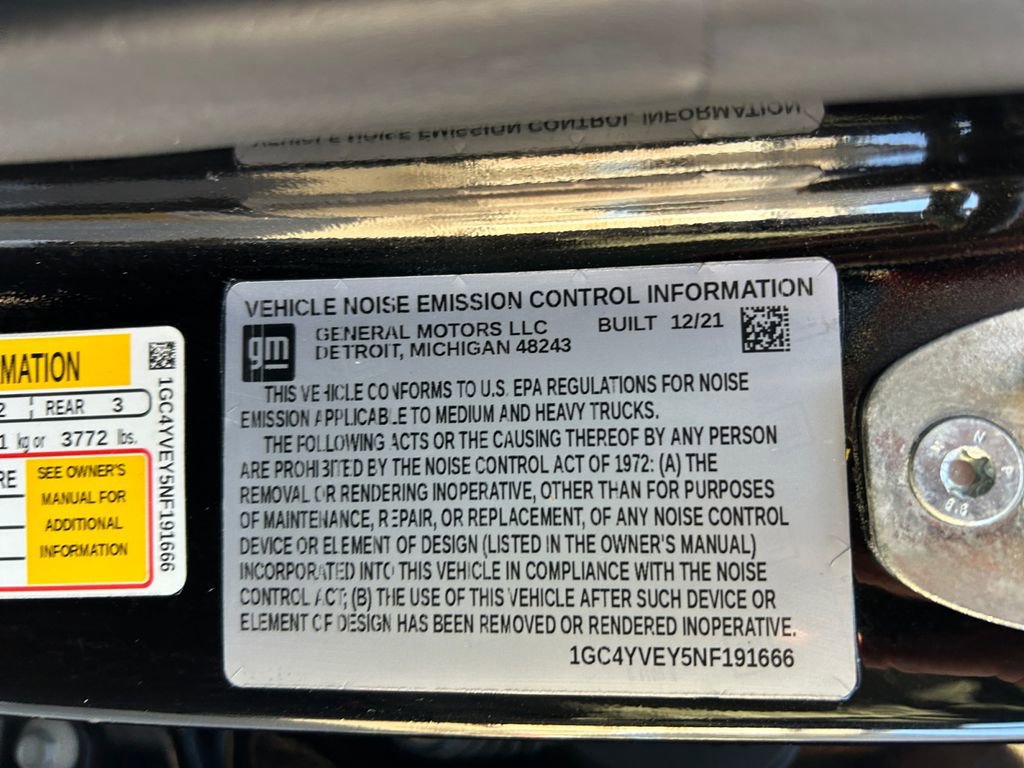 VEHICLE NOISE EMISSION CONTROL INFORMATION
VEHICLE NOISE EMISSION CONTROL INFORMATION
gm
GENERAL MOTORS LLC BUILT 12/21
DETROIT, MICHIGAN 48243
THIS VEHICLE CONFORMS TO U.S. EPA REGULATIONS FOR NOISE
EMISSION APPLICABLE TO MEDIUM AND HEAVY TRUCKS.
THE FOLLOWING ACTS OR THE CAUSING THEREOF BY ANY PERSON
ARE PROHIBITED BY THE NOISE CONTROL ACT OF 1972: (A) THE
REMOVAL OR RENDERING INOPERATIVE, OTHER THAN FOR PURPOSES
OF MAINTENANCE, REPAIR, OR REPLACEMENT, OF ANY NOISE CONTROL
DEVICE OR ELEMENT OF DESIGN (LISTED IN THE OWNER'S MANUAL)
INCORPORATED INTO THIS VEHICLE IN COMPLIANCE WITH THE NOISE
CONTROL ACT; (B) THE USE OF THIS VEHICLE AFTER SUCH DEVICE OR
ELEMENT OF DESIGN HAS BEEN REMOVED OR RENDERED INOPERATIVE.
1GC4YVEY5NF191666
MATION
2 REAR 3
1 kg or 3772 lbs.
RE
SEE OWNER'S
MANUAL FOR
ADDITIONAL
INFORMATION
1GC4YVEY5NF191666